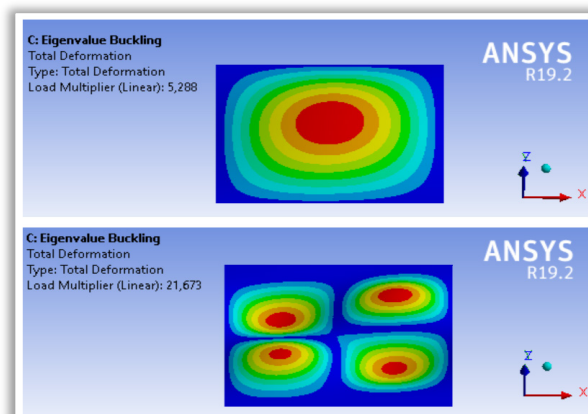 C: Eigenvalue Buckling
Total Deformation
Type: Total Deformation
Load Multiplier (Linear): 5,288
ANSYS
R19.2
Z
X
C: Eigenvalue Buckling
Total Deformation
Type: Total Deformation
Load Multiplier (Linear): 21,673
ANSYS
R19.2
Z
X